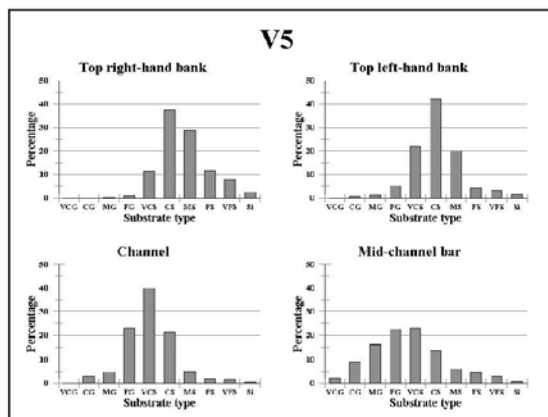 V5
Top right-hand bank
50
40
30
20
10
0
Percentage
VCG CG MG FG VCS CS MS FS VFS Si
Substrate type
Top left-hand bank
50
40
30
20
10
0
Percentage
VCG CG MG FG VCS CS MS FS VFS Si
Substrate type
Channel
50
40
30
20
10
0
Percentage
VCG CG MG FG VCS CS MS FS VFS Si
Substrate type
Mid-channel bar
50
40
30
20
10
0
Percentage
VCG CG MG FG VCS CS MS FS VFS Si
Substrate type